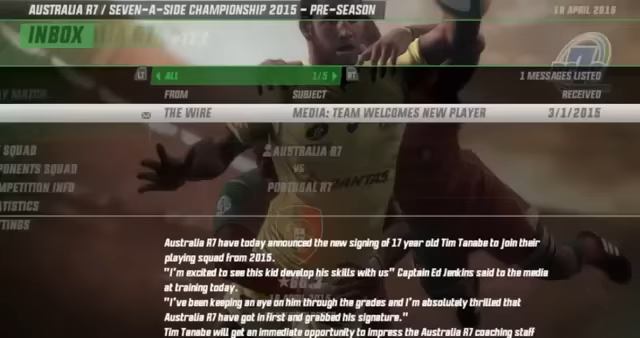 AUSTRALIA R7 / SEVEN-A-SIDE CHAMPIONSHIP 2015 - PRE-SEASON
18 APRIL 2015
INBOX
LT ALL 1/5 RT
1 MESSAGES LISTED
FROM SUBJECT RECEIVED
THE WIRE MEDIA: TEAM WELCOMES NEW PLAYER 3/1/2015
SQUAD
AUSTRALIA R7
PONENTS SQUAD
VS
MPETITION INFO
PORTUGAL R7
ATISTICS
QANTAS
TTINGS
Australia R7 have today announced the new signing of 17 year old Tim Tanabe to join their
playing squad from 2015.
"I'm excited to see this kid develop his skills with us" Captain Ed Jenkins said to the media
at training today.
"I've been keeping an eye on him through the grades and I'm absolutely thrilled that
Australia R7 have got in first and grabbed his signature."
Tim Tanabe will get an immediate opportunity to impress the Australia R7 coaching staff